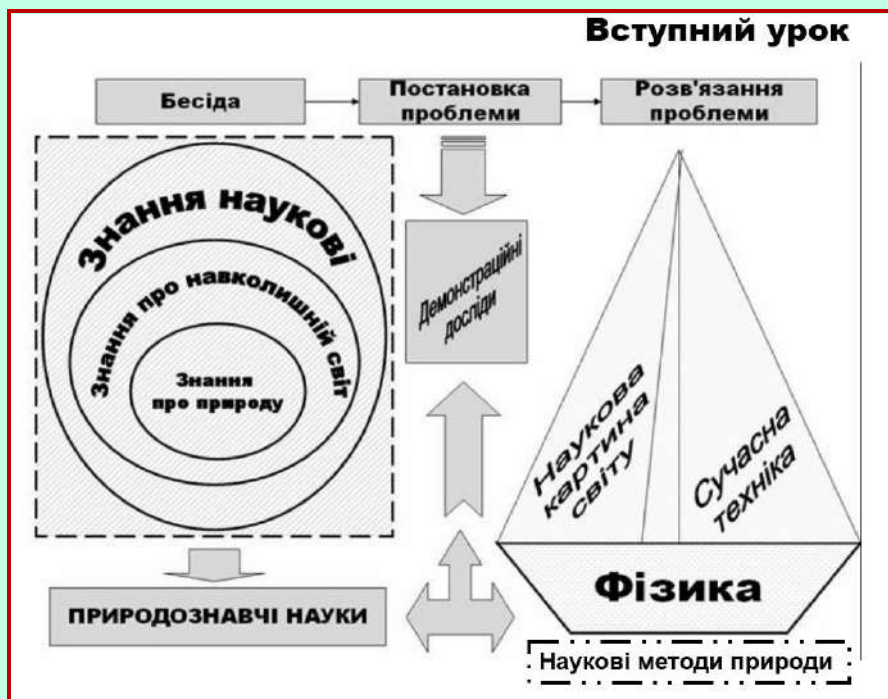 Вступний урок
Бесіда
Постановка
проблеми
Розв'язання
проблеми
Знання наукові
Знання про навколишній світ
Знання
про природу
Демонстраційні
досліди
Наукова
картина
світу
Сучасна
техніка
Фізика
ПРИРОДОЗНАВЧІ НАУКИ
Наукові методи природи